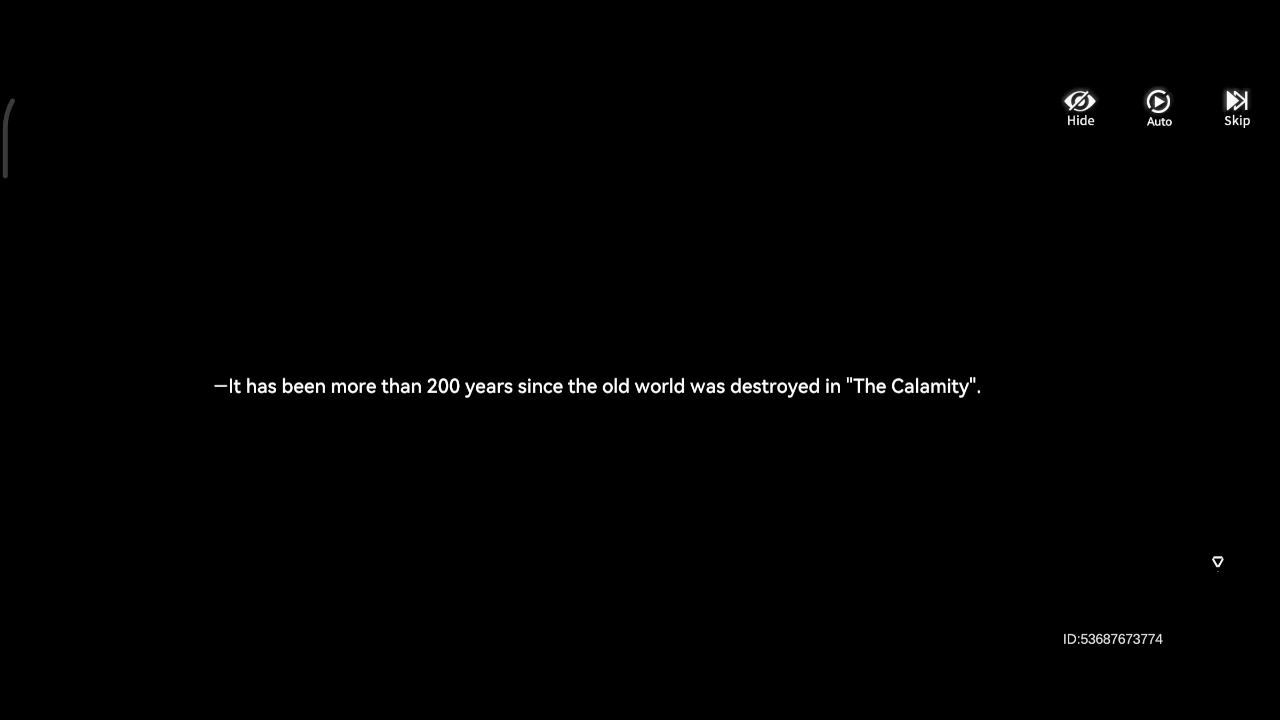 Hide
Auto
Skip
—It has been more than 200 years since the old world was destroyed in "The Calamity".
ID:53687673774